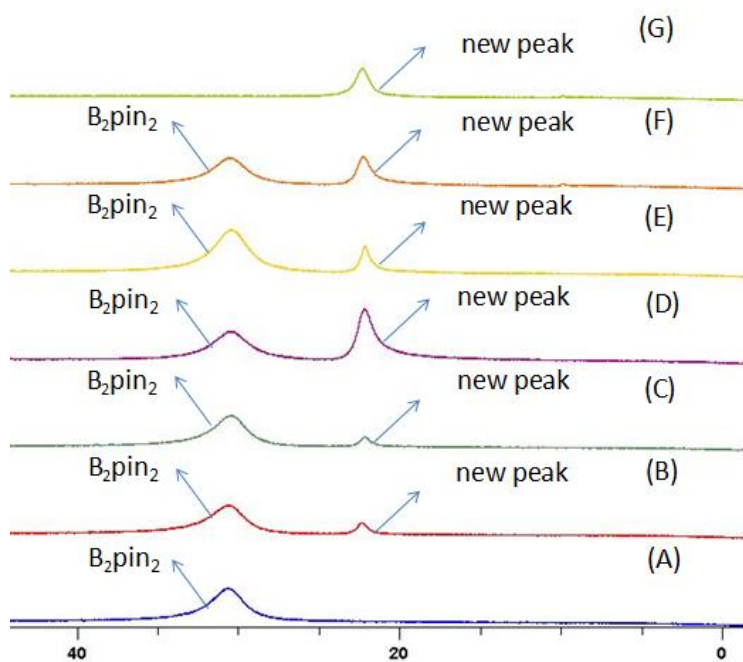 new peak (G)
B₂pin₂ new peak (F)
B₂pin₂ new peak (E)
B₂pin₂ new peak (D)
B₂pin₂ new peak (C)
B₂pin₂ new peak (B)
B₂pin₂ (A)
40 20 0